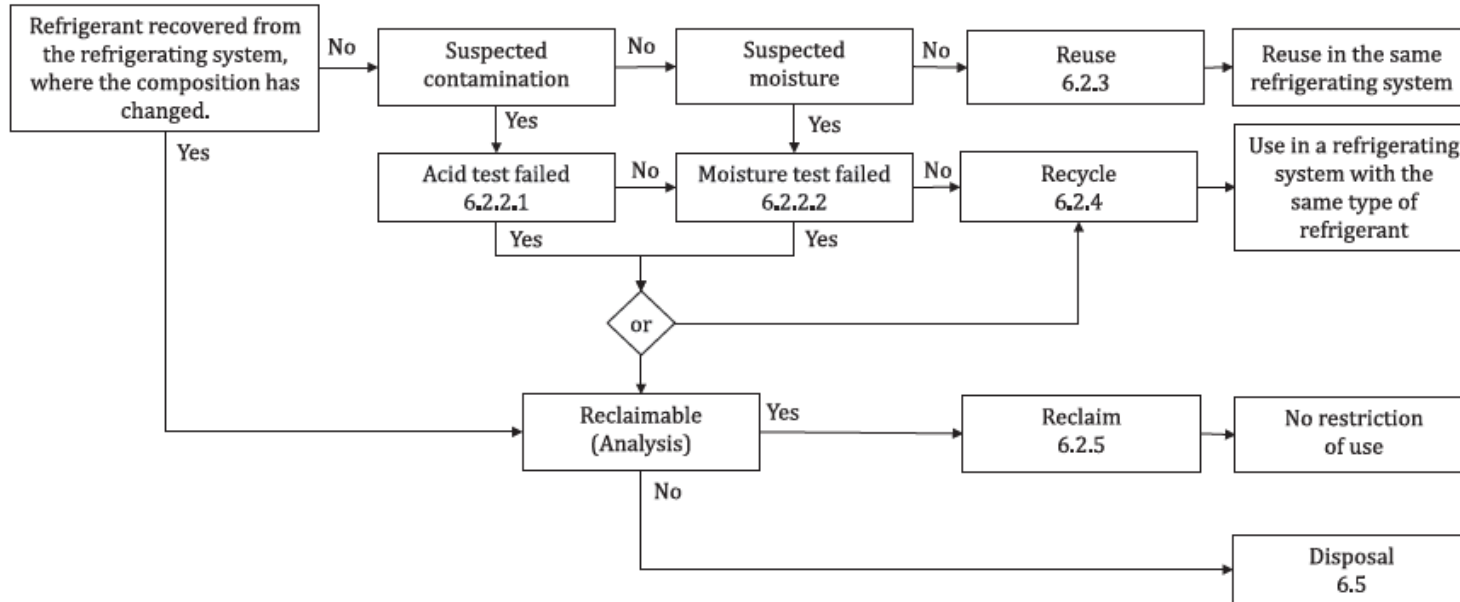 Refrigerant recovered from
the refrigerating system,
where the composition has
changed.
No
Suspected
contamination
No
Suspected
moisture
No
Reuse
6.2.3
Reuse in the same
refrigerating system
Yes
Yes
Yes
Acid test failed
6.2.2.1
No
Moisture test failed
6.2.2.2
No
Recycle
6.2.4
Use in a refrigerating
system with the
same type of
refrigerant
Yes
Yes
or
Reclaimable
(Analysis)
Yes
Reclaim
6.2.5
No restriction
of use
No
Disposal
6.5